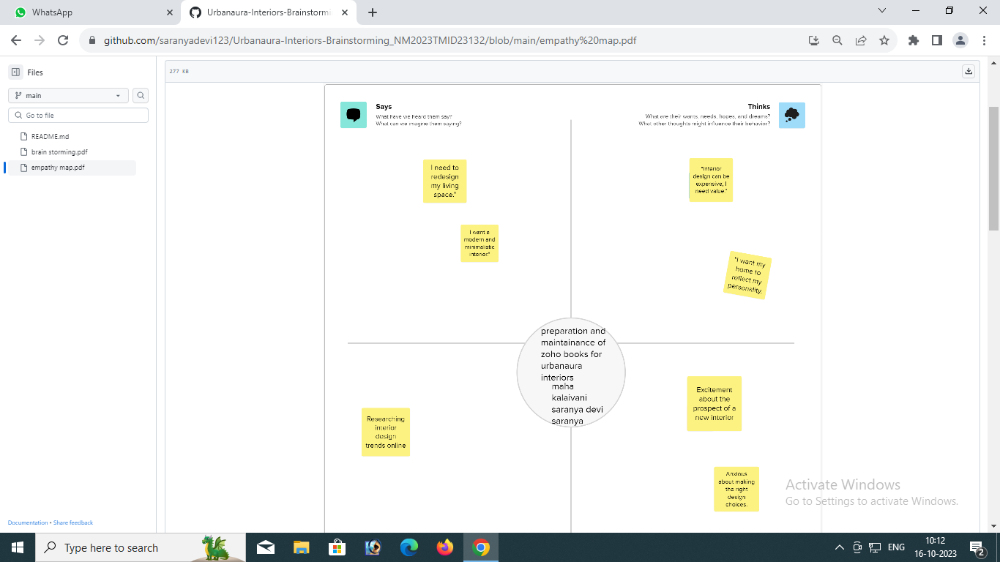 WhatsApp
Urbanaura-Interiors-Brainstormi
github.com/saranyadevi123/Urbanaura-Interiors-Brainstorming_NM2023TMID23132/blob/main/empathy%20map.pdf
Files
main
Go to file
README.md
brain storming.pdf
empathy map.pdf
Documentation • Share feedback
277 KB
Says
What have we heard them say?
What can we imagine them saying?
Thinks
What are their wants, needs, hopes, and dreams?
What other thoughts might influence their behavior?
I need to
redesign
my living
space."
I want a
modern and
minimalistic
interior."
"Interior
design can be
expensive, I
need value."
"I want my
home to
reflect my
personality.
preparation and
maintainance of
zoho books for
urbanaura
interiors
maha
kalaivani
saranya devi
saranya
Researching
interior
design
trends online
Excitement
about the
prospect of a
new interior
Anxious
about making
the right
design
choices.
Activate Windows
Go to Settings to activate Windows.
Type here to search
ENG
10:12
16-10-2023
2